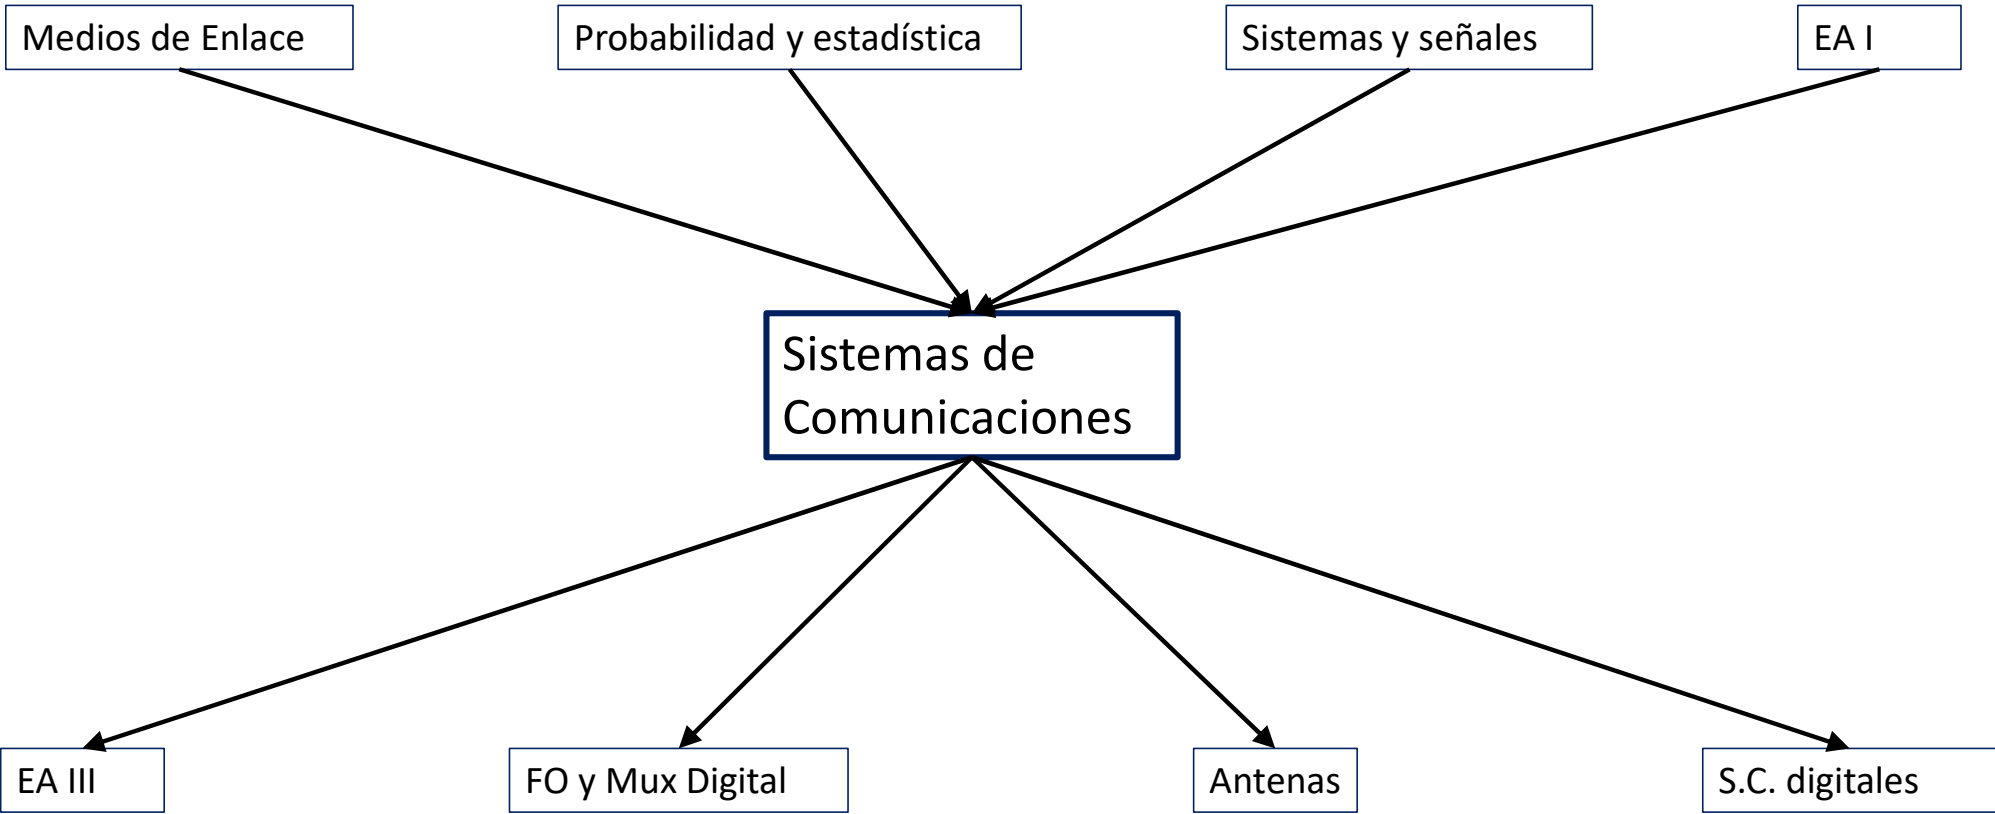 Medios de Enlace
Probabilidad y estadística
Sistemas y señales
EA I
Sistemas de
Comunicaciones
EA III
FO y Mux Digital
Antenas
S.C. digitales